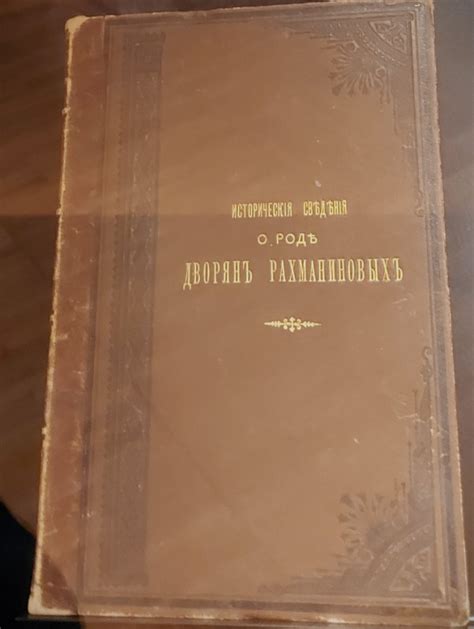 ИСТОРИЧЕСКІЯ СВѢДѢНІЯ
О РОДѢ
ДВОРЯНЪ РАХМАНИНОВЫХЪ